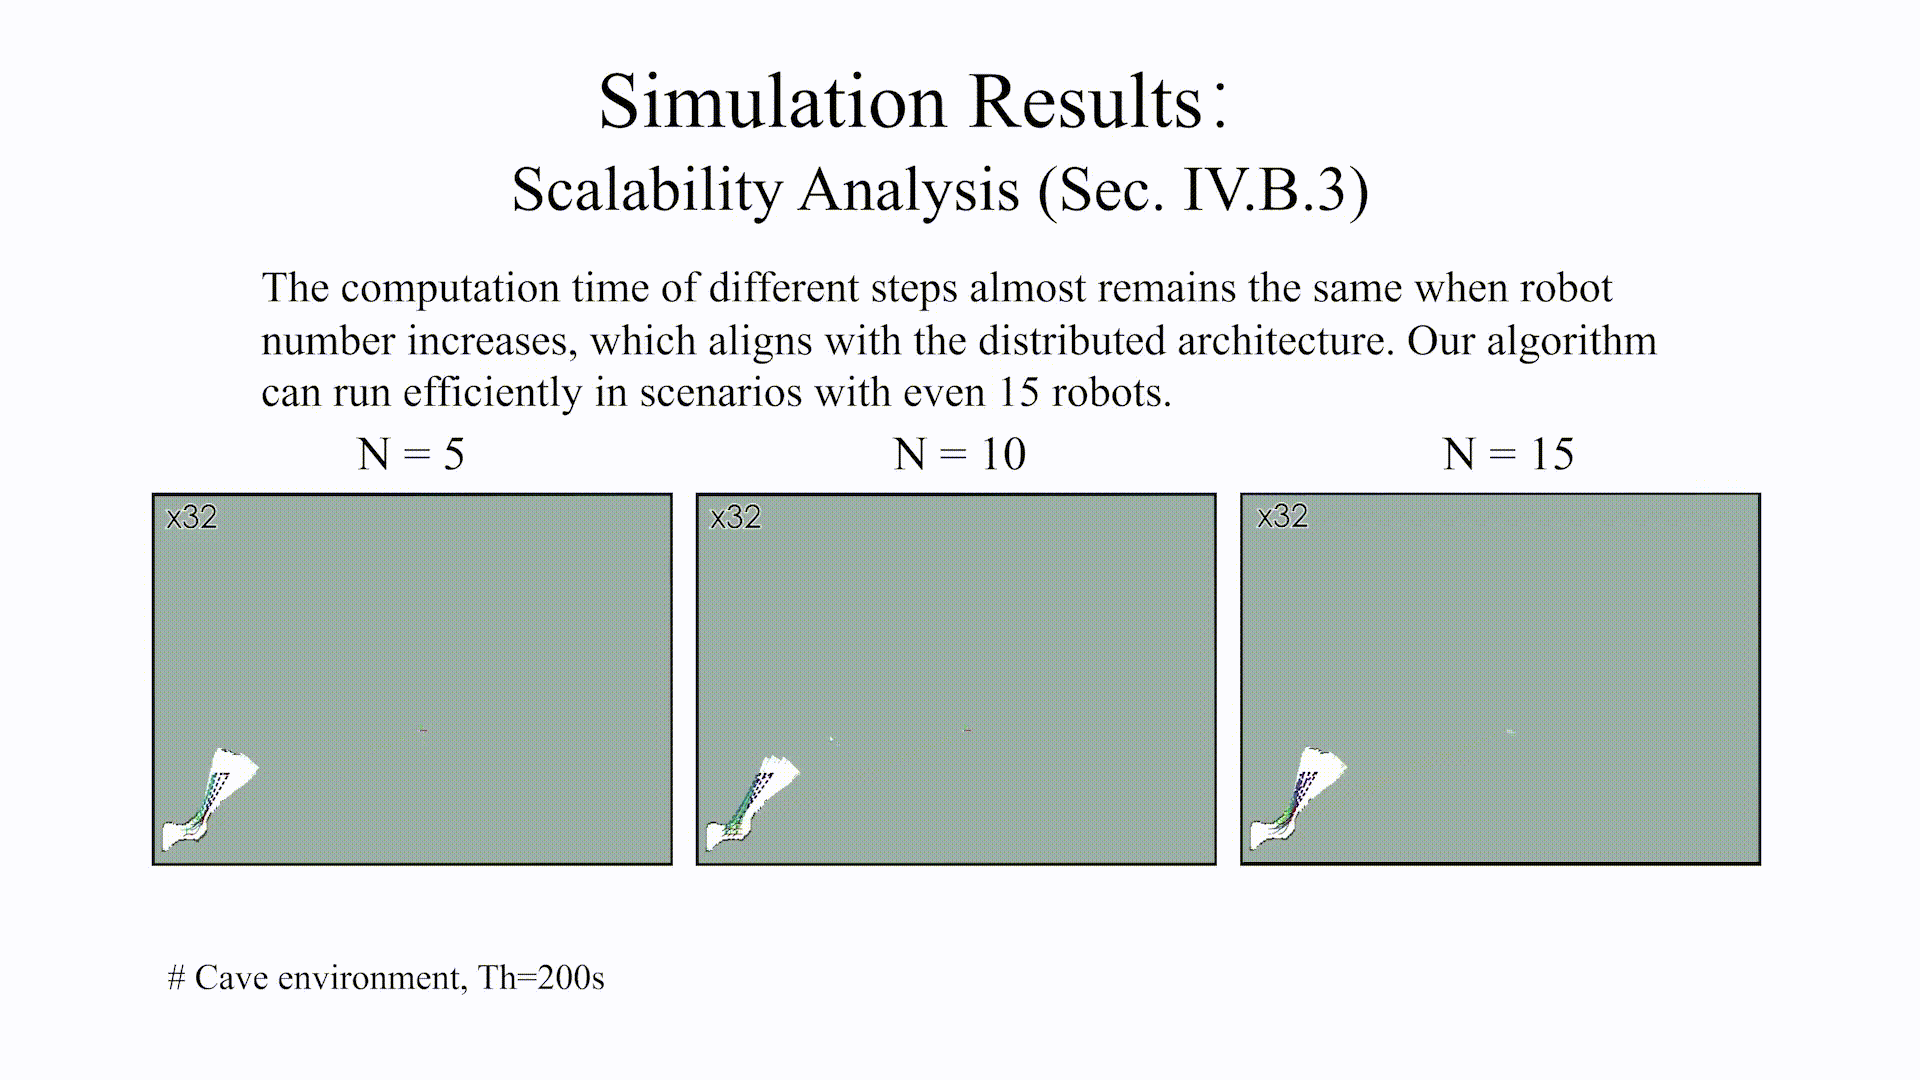 Simulation Results:
Scalability Analysis (Sec. IV.B.3)
The computation time of different steps almost remains the same when robot
number increases, which aligns with the distributed architecture. Our algorithm
can run efficiently in scenarios with even 15 robots.
N = 5
N = 10
N = 15
x32
x32
x32
# Cave environment, Th=200s